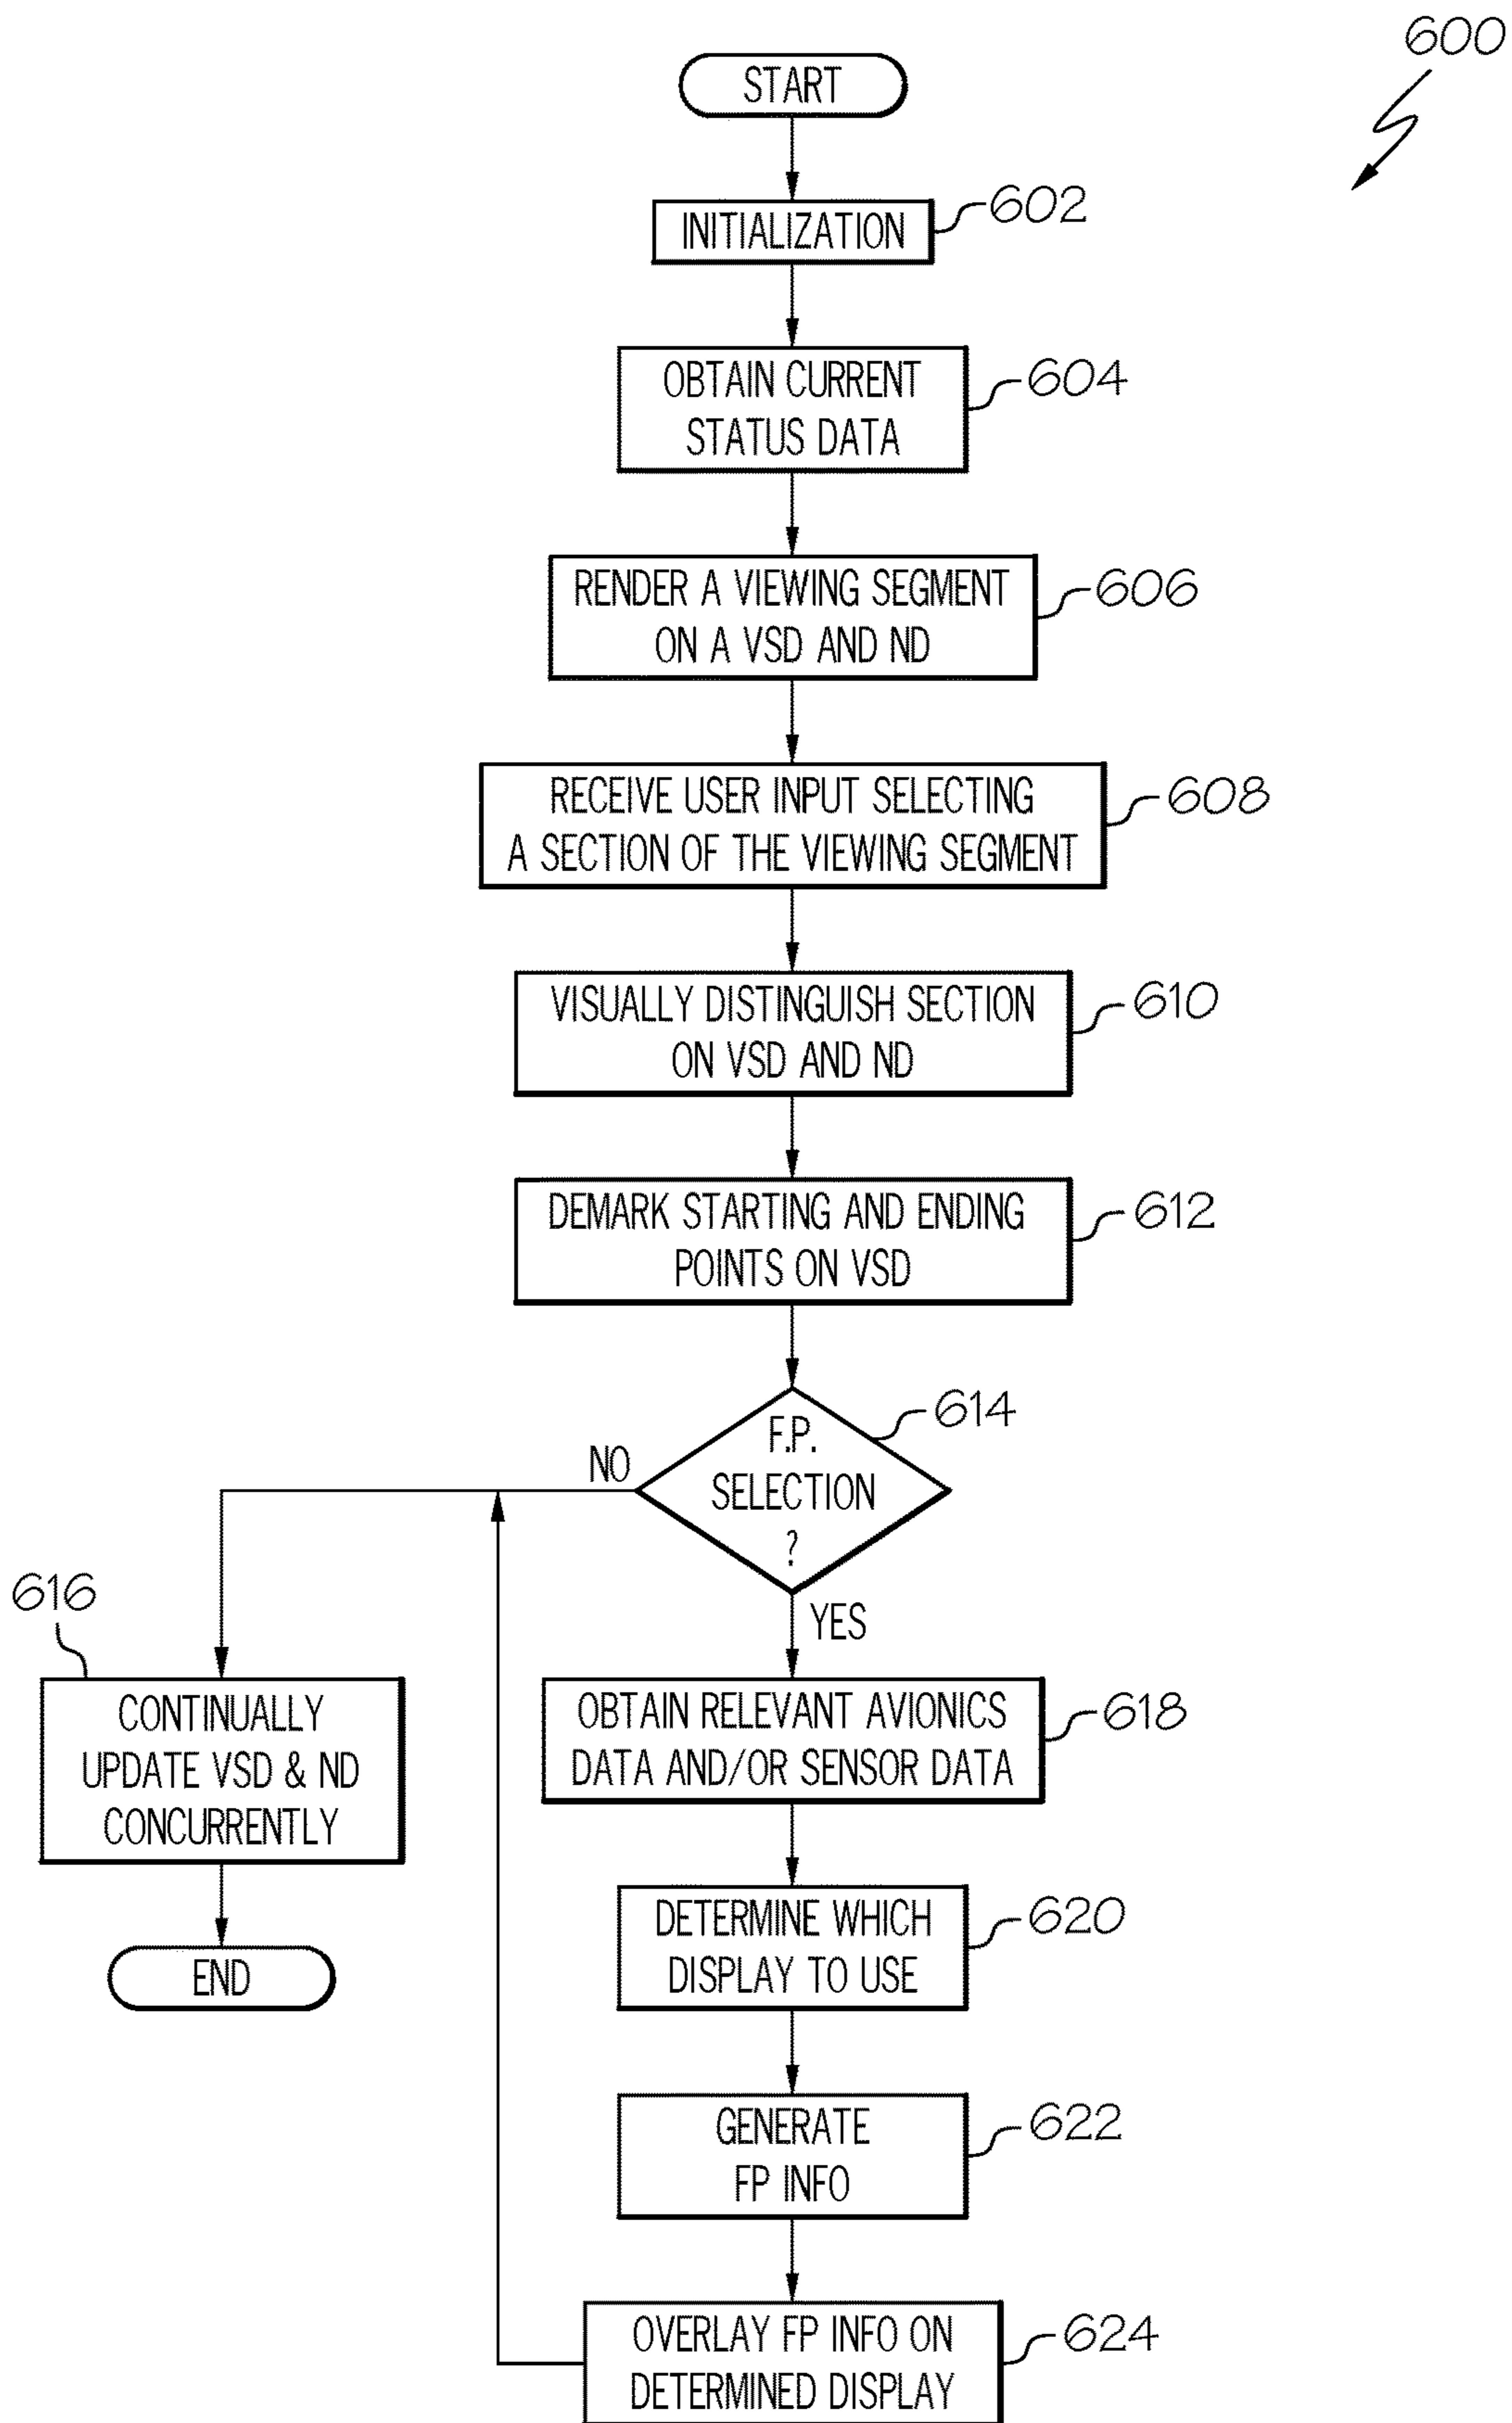 600
START
INITIALIZATION
602
OBTAIN CURRENT
STATUS DATA
604
RENDER A VIEWING SEGMENT
ON A VSD AND ND
606
RECEIVE USER INPUT SELECTING
A SECTION OF THE VIEWING SEGMENT
608
VISUALLY DISTINGUISH SECTION
ON VSD AND ND
610
DEMARK STARTING AND ENDING
POINTS ON VSD
612
F.P.
SELECTION
?
614
NO
YES
616
CONTINUALLY
UPDATE VSD & ND
CONCURRENTLY
END
OBTAIN RELEVANT AVIONICS
DATA AND/OR SENSOR DATA
618
DETERMINE WHICH
DISPLAY TO USE
620
GENERATE
FP INFO
622
OVERLAY FP INFO ON
DETERMINED DISPLAY
624